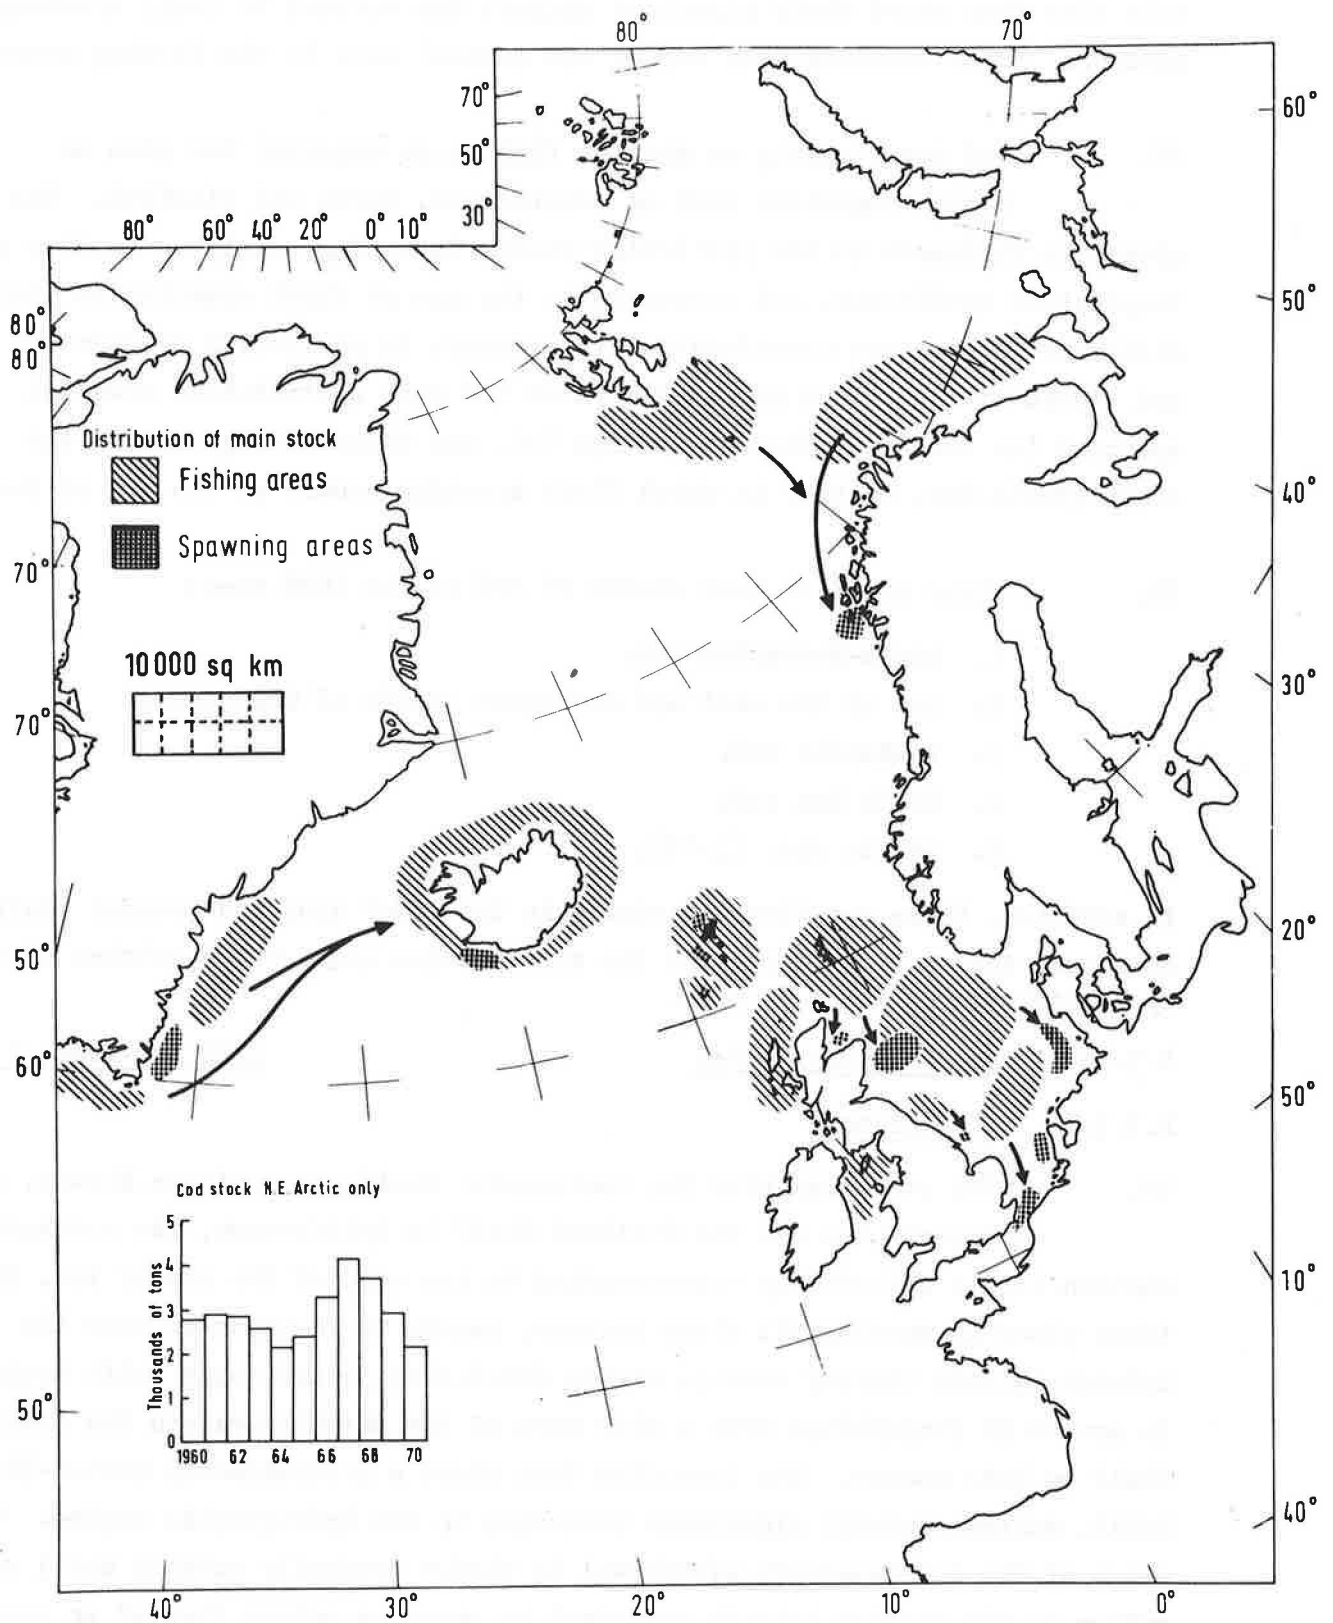 80° 70°
70°
60°
50°
30°
80° 60° 40° 20° 0° 10°
50°
80°
80°
Distribution of main stock
Fishing areas
40°
Spawning areas
70°
10000 sq km
30°
70°
20°
50°
60°
50°
Cod stock N.E. Arctic only
Thousands of tons
5
4
3
2
1
0
1960 62 64 66 68 70
10°
50°
40°
40° 30° 20° 10° 0°